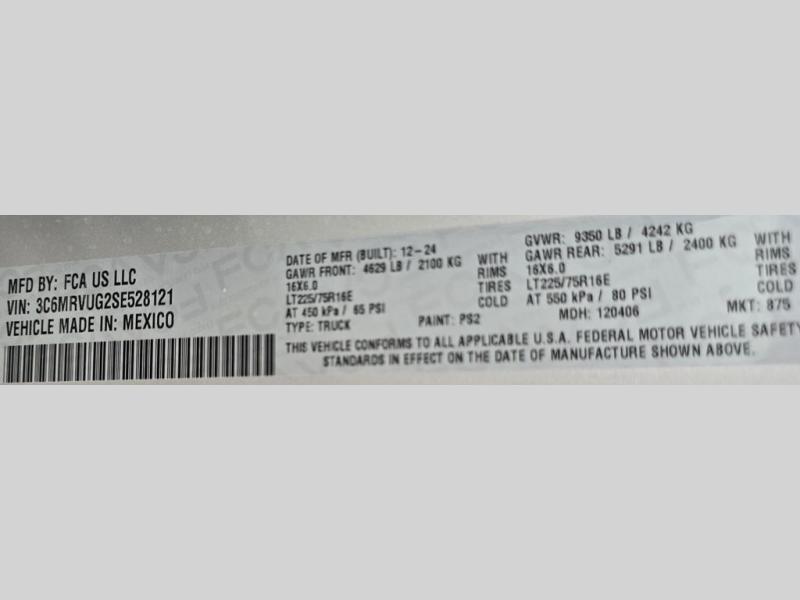 MFD BY: FCA US LLC
VIN: 3C6MRVUG2SE528121
VEHICLE MADE IN: MEXICO
DATE OF MFR (BUILT): 12-24
GAWR FRONT: 4629 LB / 2100 KG WITH
16X6.0 RIMS
LT225/75R16E TIRES
AT 450 kPa / 65 PSI COLD
TYPE: TRUCK PAINT: PS2
GVWR: 9350 LB / 4242 KG
GAWR REAR: 5291 LB / 2400 KG WITH
16X6.0 RIMS
LT225/75R16E TIRES
AT 550 kPa / 80 PSI COLD
MDH: 120406 MKT: 875
THIS VEHICLE CONFORMS TO ALL APPLICABLE U.S.A. FEDERAL MOTOR VEHICLE SAFETY
STANDARDS IN EFFECT ON THE DATE OF MANUFACTURE SHOWN ABOVE.